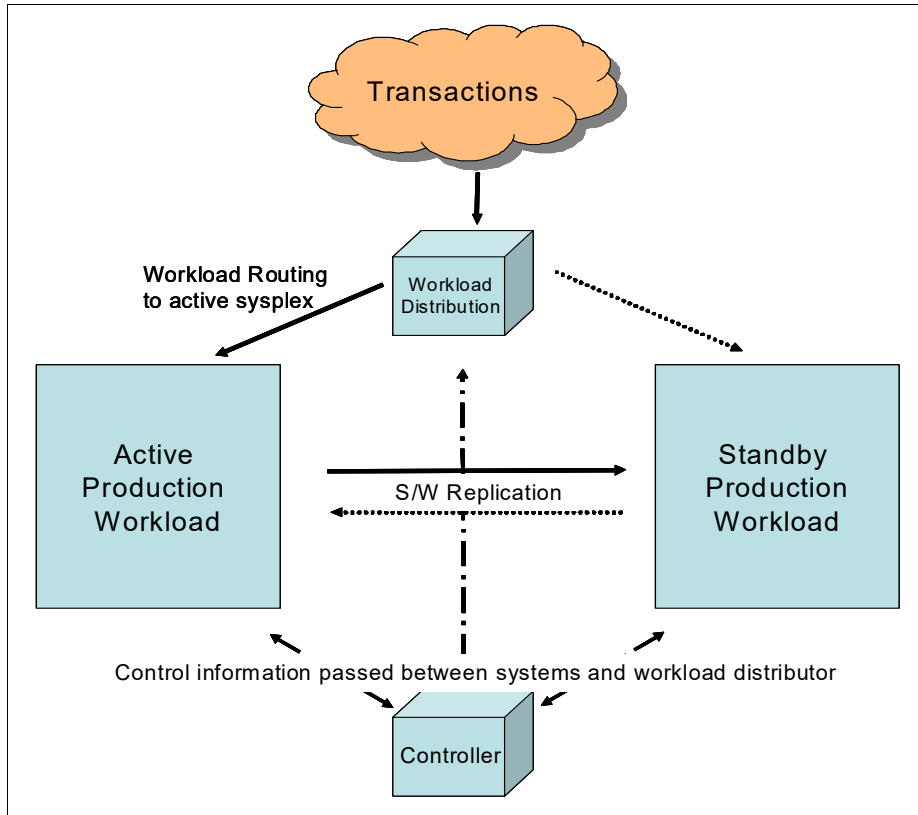 Transactions
Workload
Distribution
Workload Routing
to active sysplex
Active
Production
Workload
S/W Replication
Standby
Production
Workload
Control information passed between systems and workload distributor
Controller